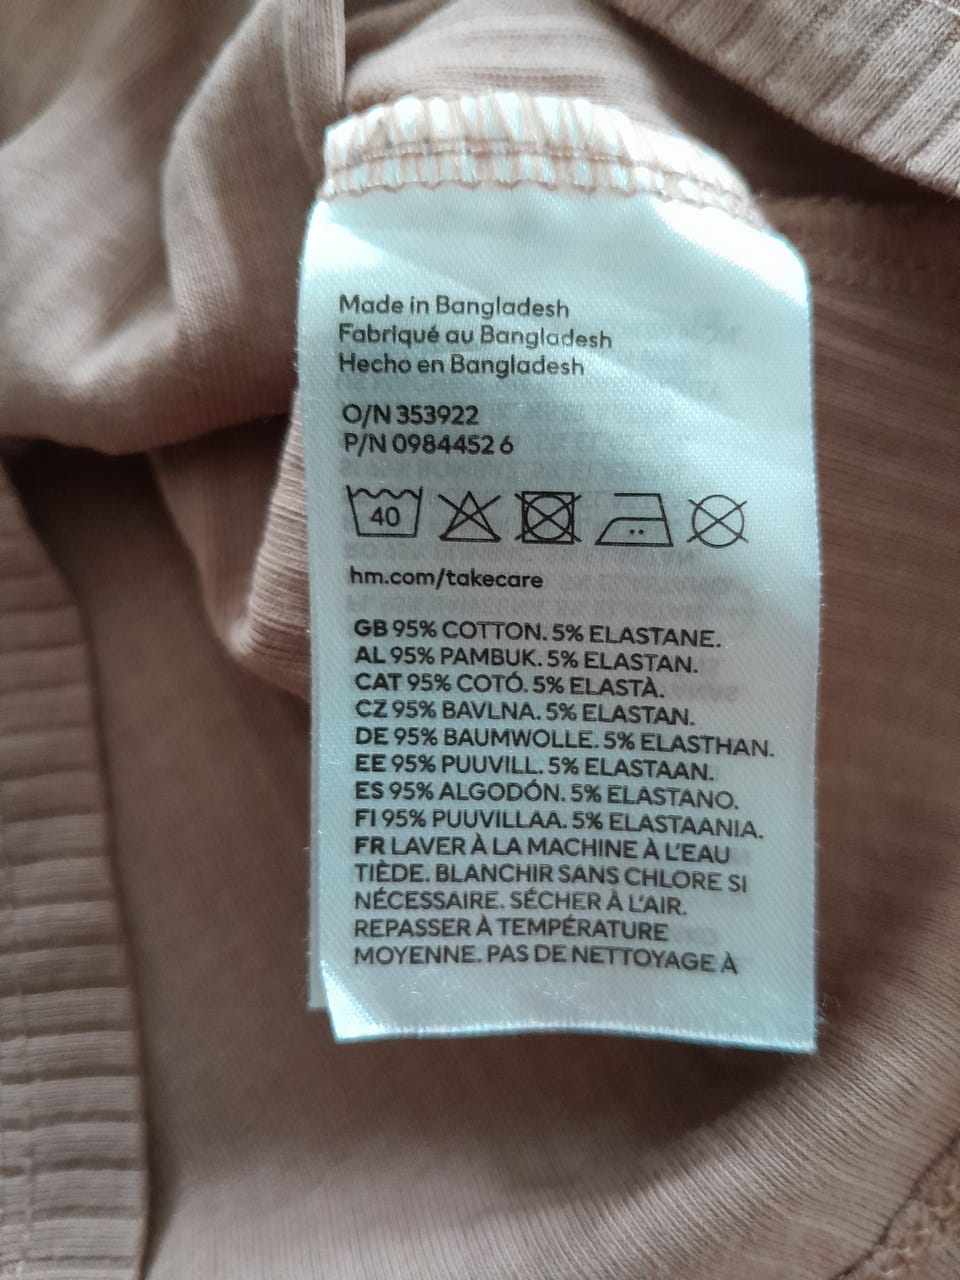 Made in Bangladesh
Fabriqué au Bangladesh
Hecho en Bangladesh
O/N 353922
P/N 0984452 6
40
hm.com/takecare
GB 95% COTTON. 5% ELASTANE.
AL 95% PAMBUK. 5% ELASTAN.
CAT 95% COTÓ. 5% ELASTÀ.
CZ 95% BAVLNA. 5% ELASTAN.
DE 95% BAUMWOLLE. 5% ELASTHAN.
EE 95% PUUVILL. 5% ELASTAAN.
ES 95% ALGODÓN. 5% ELASTANO.
FI 95% PUUVILLAA. 5% ELASTAANIA.
FR LAVER À LA MACHINE À L'EAU
TIÈDE. BLANCHIR SANS CHLORE SI
NÉCESSAIRE. SÉCHER À L'AIR.
REPASSER À TEMPÉRATURE
MOYENNE. PAS DE NETTOYAGE À